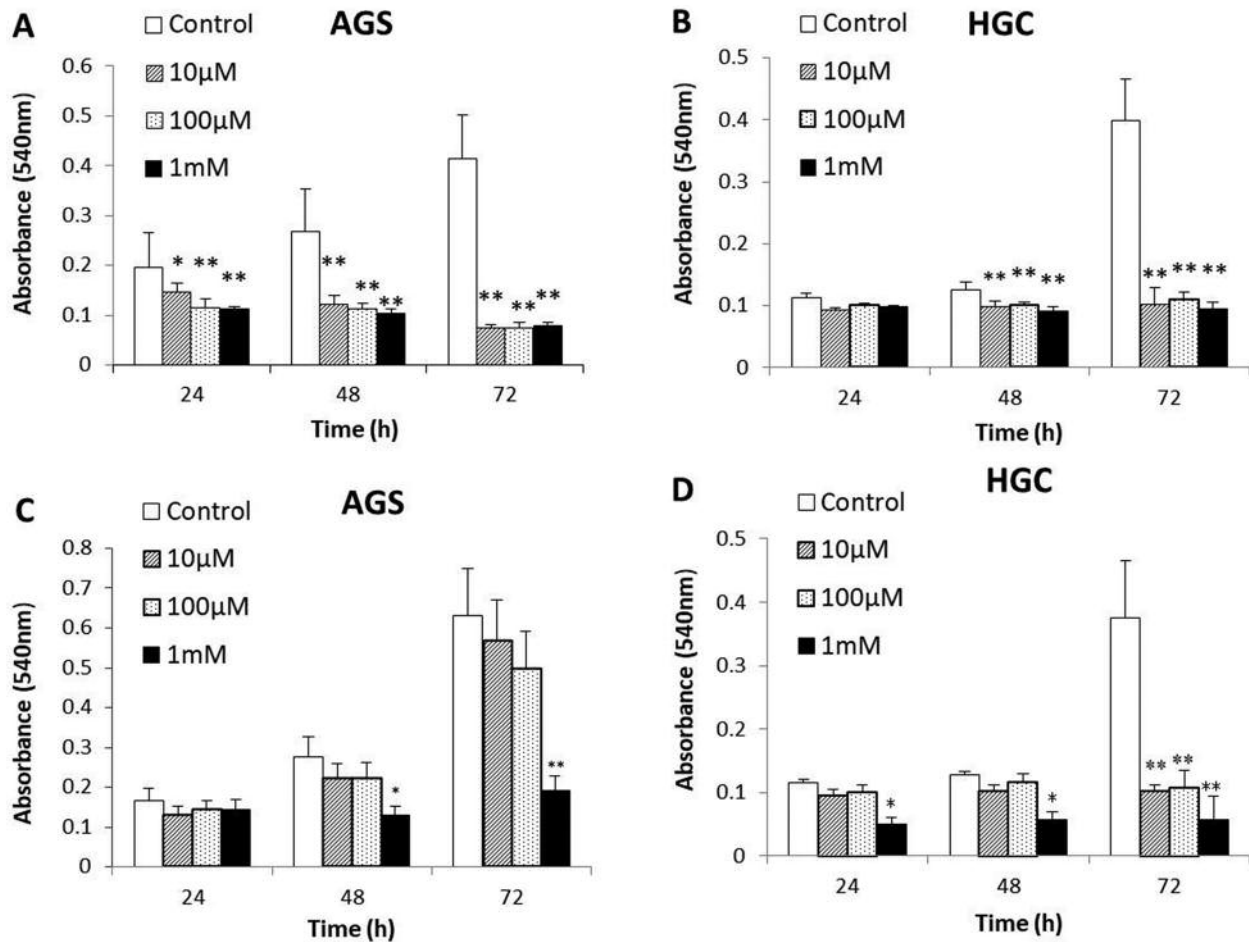 A
AGS
Control
10µM
100µM
1mM
Absorbance (540nm)
0.6
0.5
0.4
0.3
0.2
0.1
0
* ** **
** ** **
** ** **
24 48 72
Time (h)
B
HGC
Control
10µM
100µM
1mM
Absorbance (540nm)
0.5
0.4
0.3
0.2
0.1
0
** ** **
** ** **
24 48 72
Time (h)
C
AGS
Control
10µM
100µM
1mM
Absorbance (540nm)
0.8
0.7
0.6
0.5
0.4
0.3
0.2
0.1
0
*
**
24 48 72
Time (h)
D
HGC
Control
10µM
100µM
1mM
Absorbance (540nm)
0.5
0.4
0.3
0.2
0.1
0
*
*
** ** **
24 48 72
Time (h)